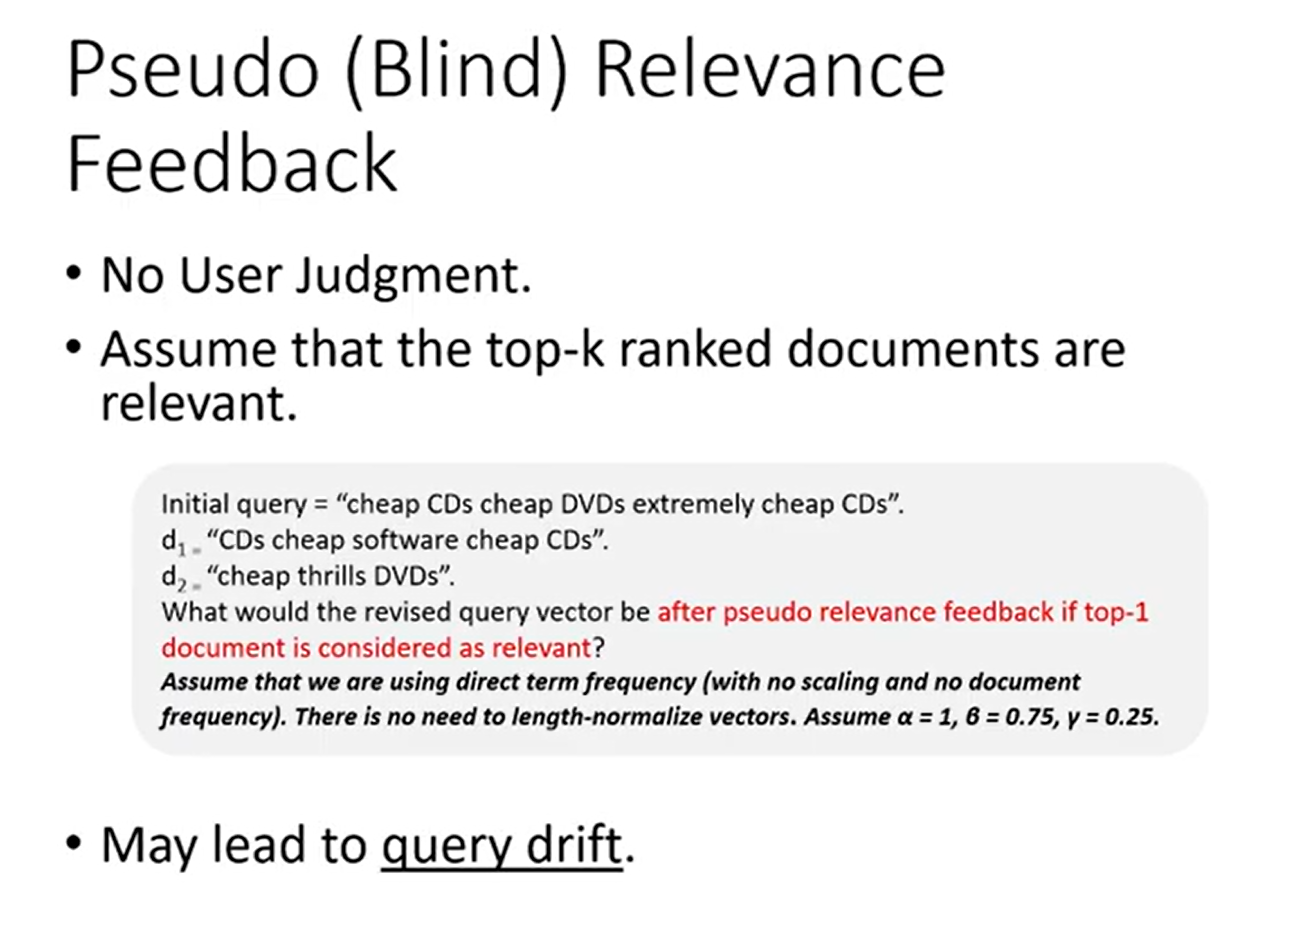 Pseudo (Blind) Relevance
Feedback
• No User Judgment.
• Assume that the top-k ranked documents are
relevant.
Initial query = “cheap CDs cheap DVDs extremely cheap CDs”.
d₁ = “CDs cheap software cheap CDs”.
d₂ = “cheap thrills DVDs”.
What would the revised query vector be after pseudo relevance feedback if top-1
document is considered as relevant?
Assume that we are using direct term frequency (with no scaling and no document
frequency). There is no need to length-normalize vectors. Assume α = 1, β = 0.75, γ = 0.25.
• May lead to query drift.